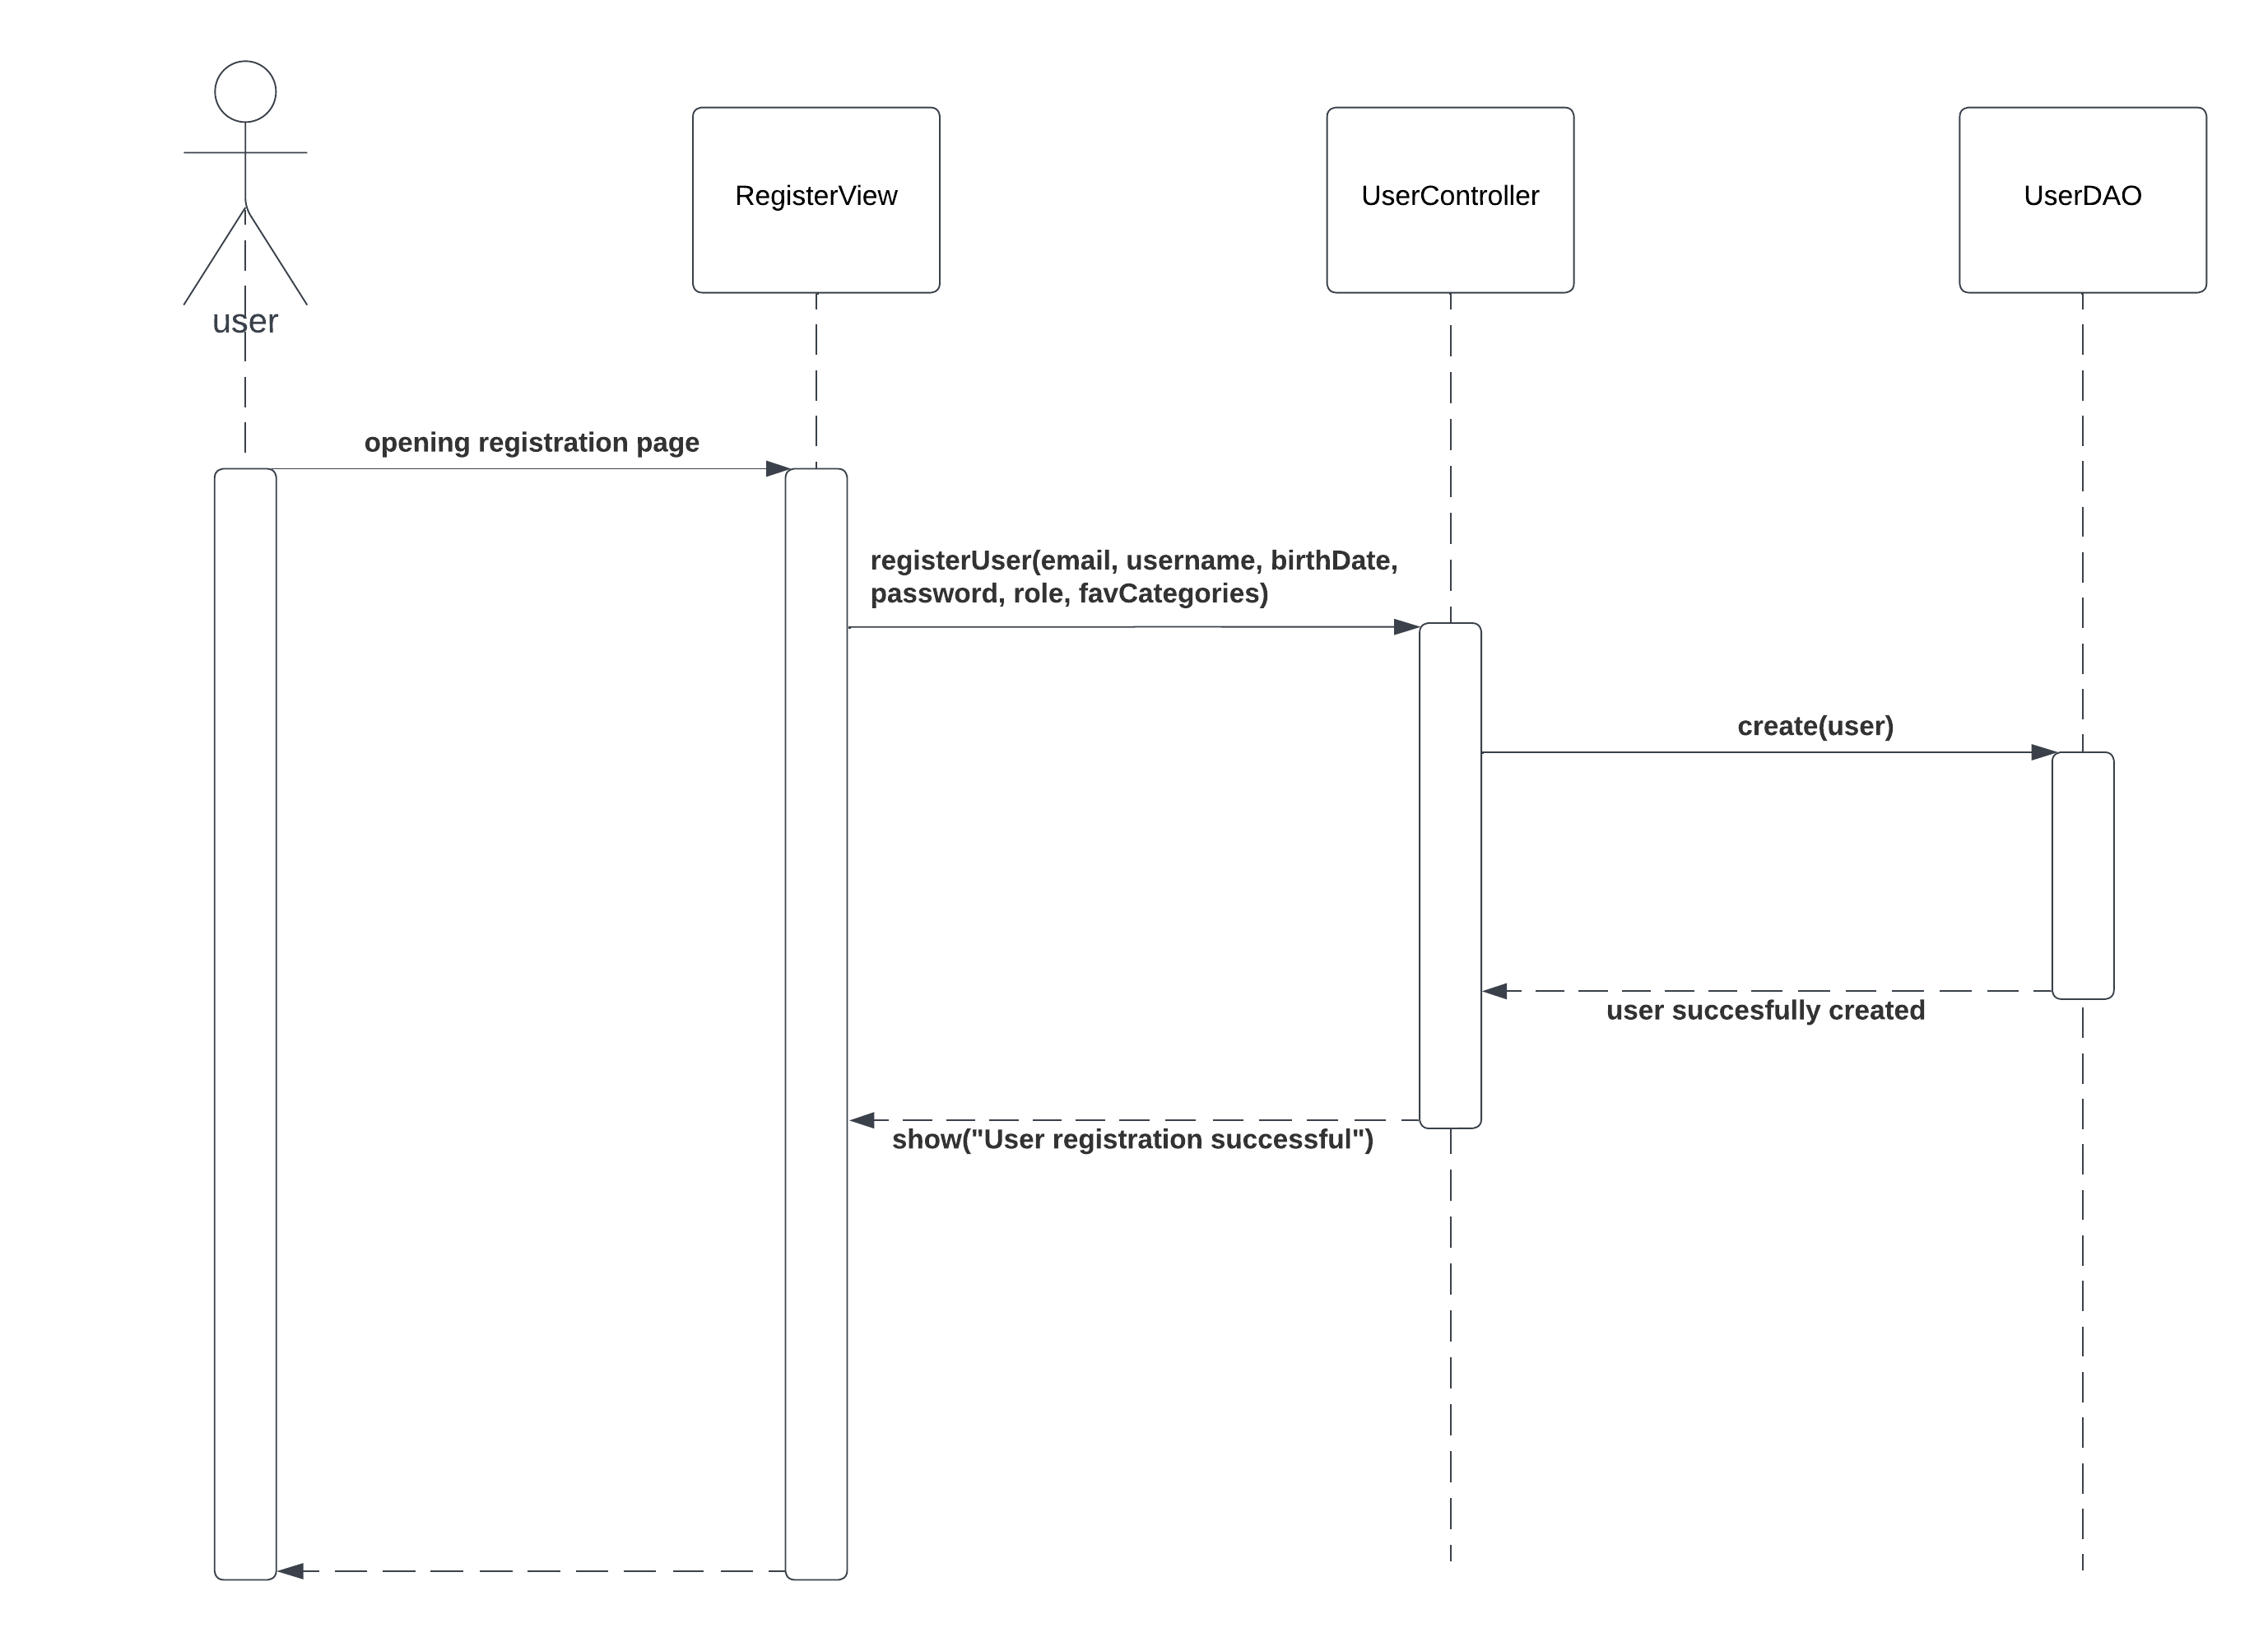 RegisterView
UserController
UserDAO
user
opening registration page
registerUser(email, username, birthDate,
password, role, favCategories)
create(user)
user succesfully created
show("User registration successful")